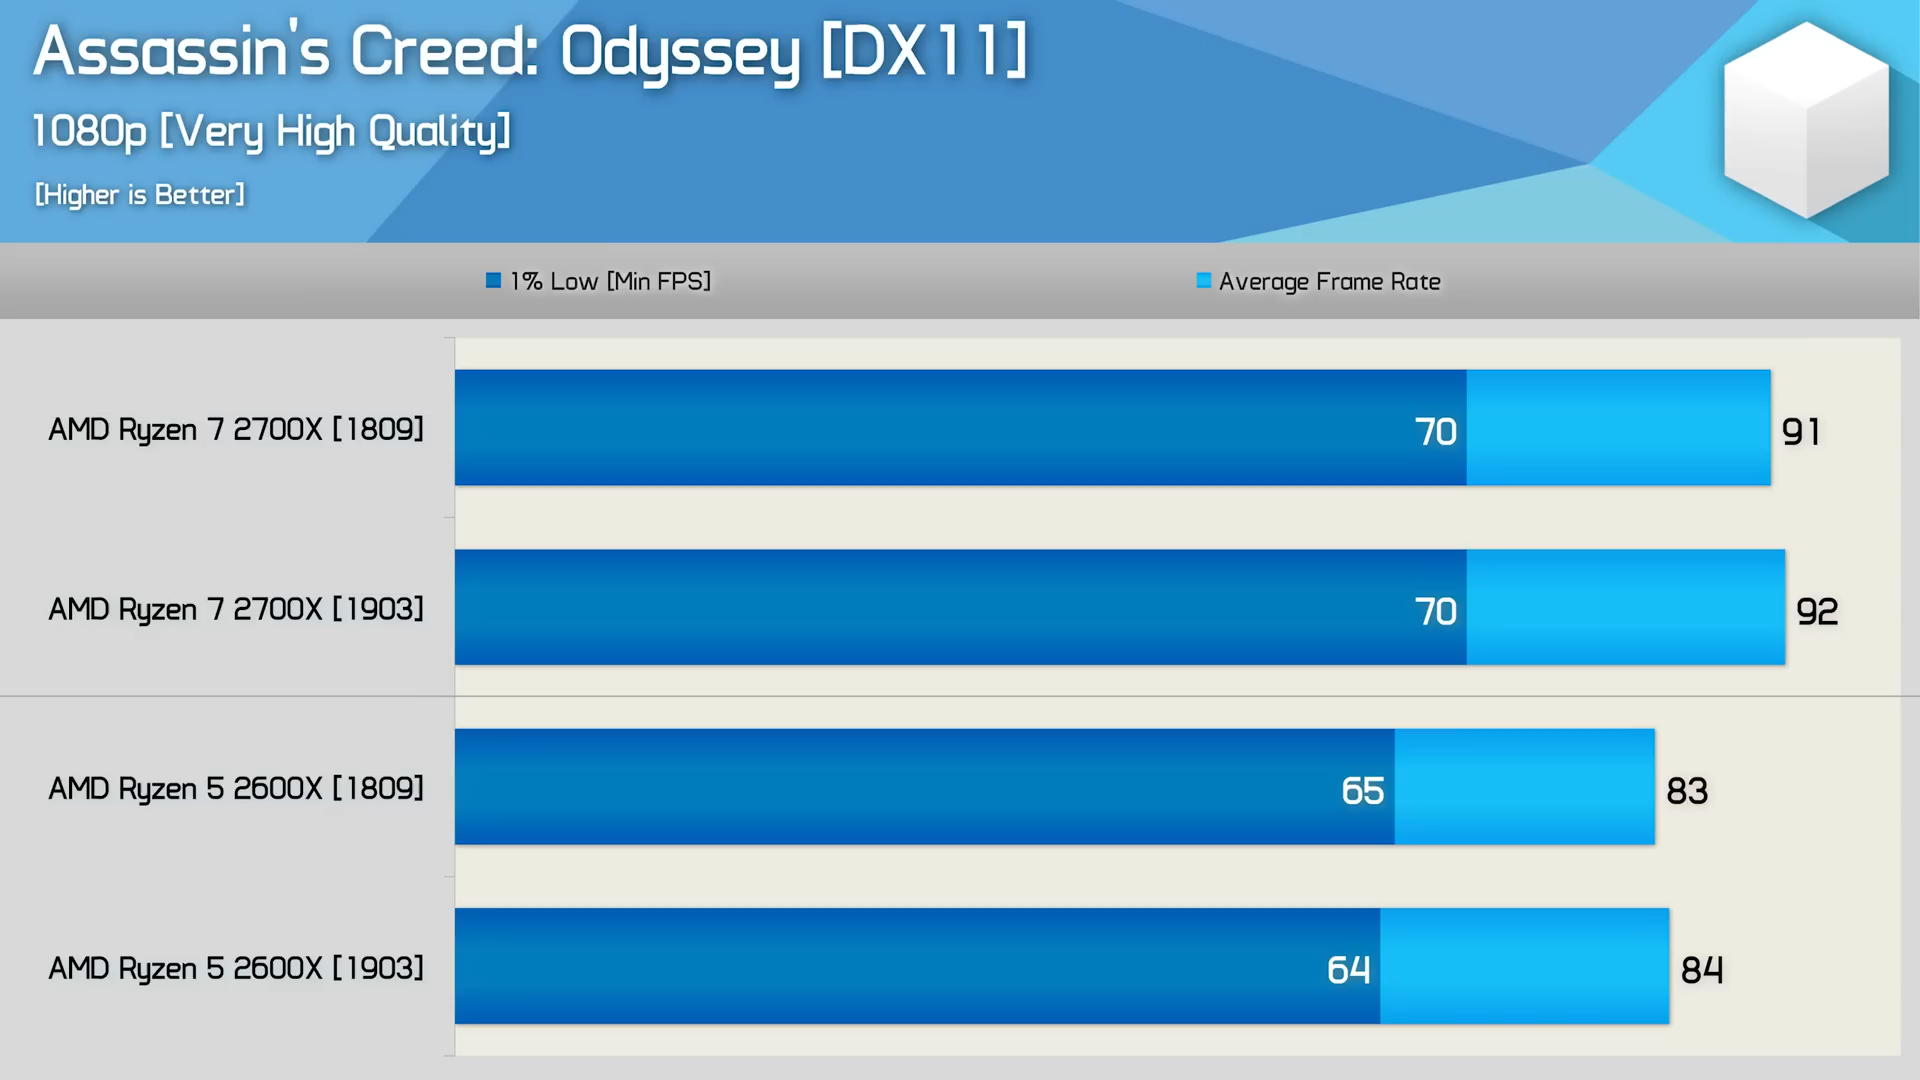 Assassin's Creed: Odyssey [DX11]
1080p [Very High Quality]
[Higher is Better]
1% Low [Min FPS] Average Frame Rate
AMD Ryzen 7 2700X [1809] 70 91
AMD Ryzen 7 2700X [1903] 70 92
AMD Ryzen 5 2600X [1809] 65 83
AMD Ryzen 5 2600X [1903] 64 84